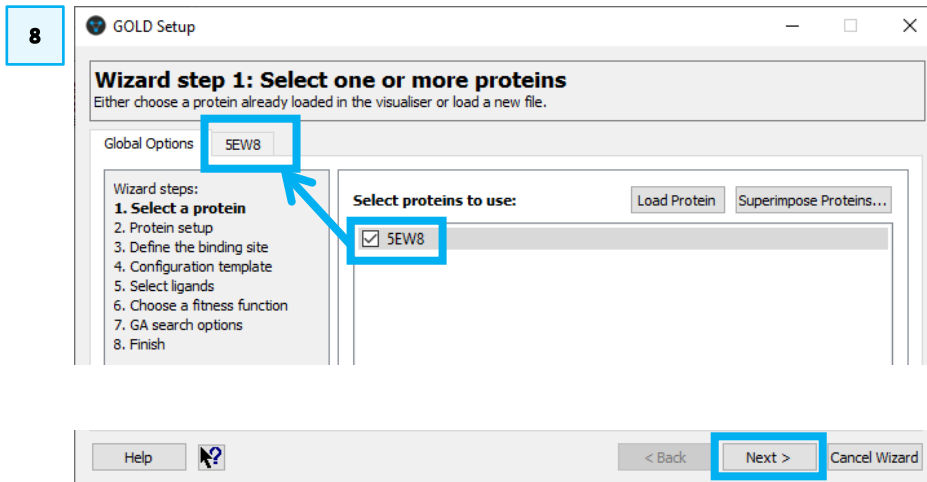 8
GOLD Setup
Wizard step 1: Select one or more proteins
Either choose a protein already loaded in the visualiser or load a new file.
Global Options 5EW8
Wizard steps:
1. Select a protein
2. Protein setup
3. Define the binding site
4. Configuration template
5. Select ligands
6. Choose a fitness function
7. GA search options
8. Finish
Select proteins to use: Load Protein Superimpose Proteins...
5EW8
Help ? < Back Next > Cancel Wizard